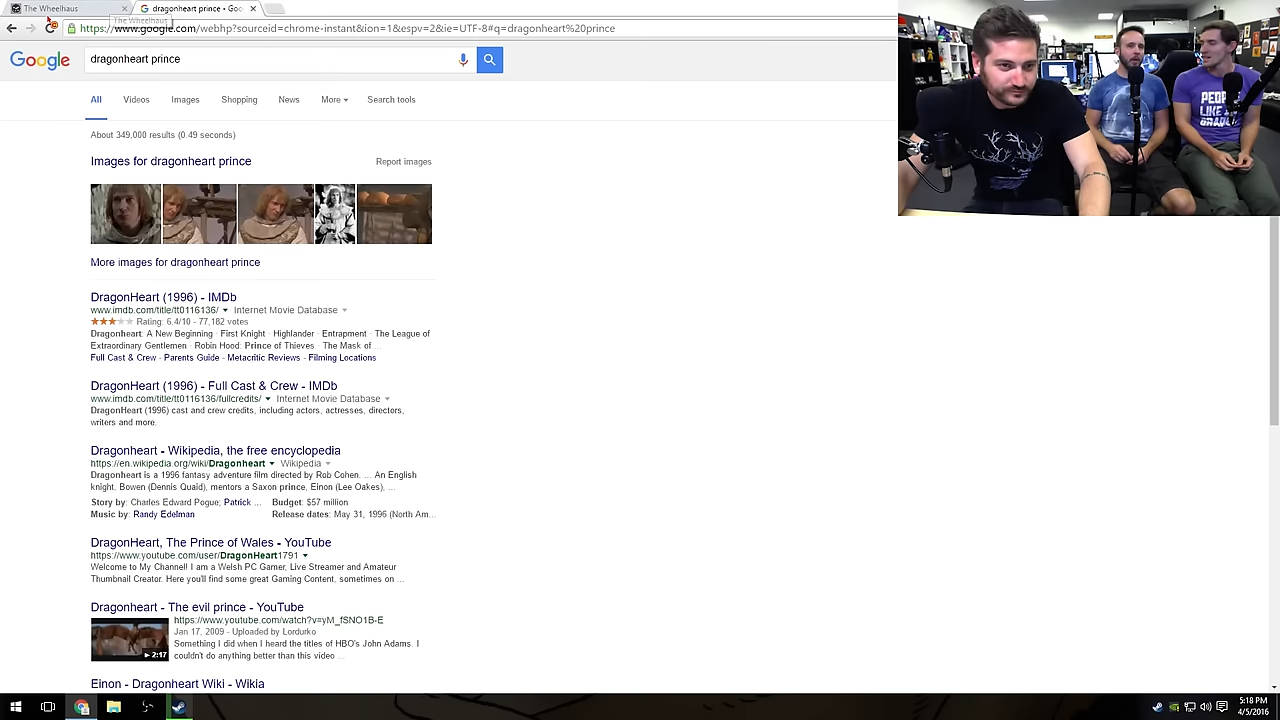 The Wheelhaus
dragonheart prince
The Wheelhaus
https://www.google.com/webhp?sourceid=chrome-instant&ion=1&espv=2&ie=UTF-8#q=dragonheart%20prince
Google
dragonheart prince
All Videos Images Shopping News More Search tools
About 349,000 results (0.49 seconds)
Images for dragonheart prince Report images
More images for dragonheart prince
DragonHeart (1996) - IMDb
www.imdb.com/title/tt0116136/ Internet Movie Database
Rating: 6.4/10 - 77,182 votes
Dragonheart: A New Beginning · First Knight · Highlander · Entrapment · The League of
Extraordinary Gentlemen · Robin Hood: Prince of Thieves · The Mask of ...
Full Cast & Crew - Parents Guide - Metacritic Reviews - Filming Locations
DragonHeart (1996) - Full Cast & Crew - IMDb
www.imdb.com/title/tt0116136/fullcredits/ Internet Movie Database
DragonHeart (1996) cast and crew credits, including actors, actresses, directors,
writers and more.
Dragonheart - Wikipedia, the free encyclopedia
https://en.wikipedia.org/wiki/Dragonheart Wikipedia
Dragonheart is a 1996 fantasy adventure film directed by Rob Cohen. ... An English
knight, Bowen (Dennis Quaid), mentors a Saxon prince, Einon (Lee Oakes), ...
Story by: Charles Edward Pogue; Patrick ... Budget: $57 million
Music by: Randy Edelman Release dates: May 31, 1996 (North Am...
DragonHeart, The Prince of Wales - YouTube
https://www.youtube.com/user/DragonHeart1791
Welcome to My Channel! I am a Welsh PC Gamer, Live Streamer and Amateur
Thumbnail Creator. Here you'll find some great Gaming Content, sometimes on ...
Dragonheart - The evil prince - YouTube
https://www.youtube.com/watch?v=yM_fSNO1B-E
Jan 17, 2009 - Uploaded by Lordurko
Something I did when I heard the titles of HBO's John Adams. I
couldn't do anything better than this video ...
2:17
Einon - Dragonheart Wiki - Wikia
PEOPLE
LIKE
5:18 PM
4/5/2016